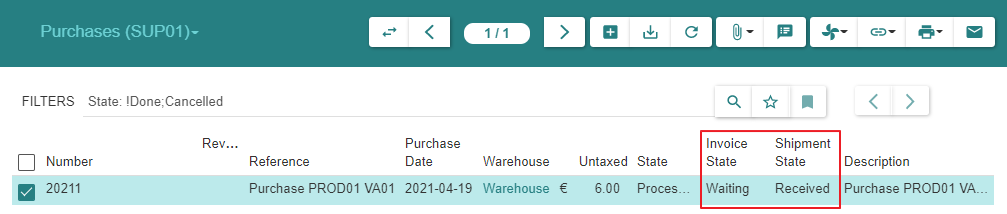 Purchases (SUP01)
1 / 1
FILTERS State: !Done;Cancelled
Number Rev... Reference Purchase Date Warehouse Untaxed State Invoice State Shipment State Description
20211 Purchase PROD01 VA01 2021-04-19 Warehouse € 6.00 Proces... Waiting Received Purchase PROD01 VA...